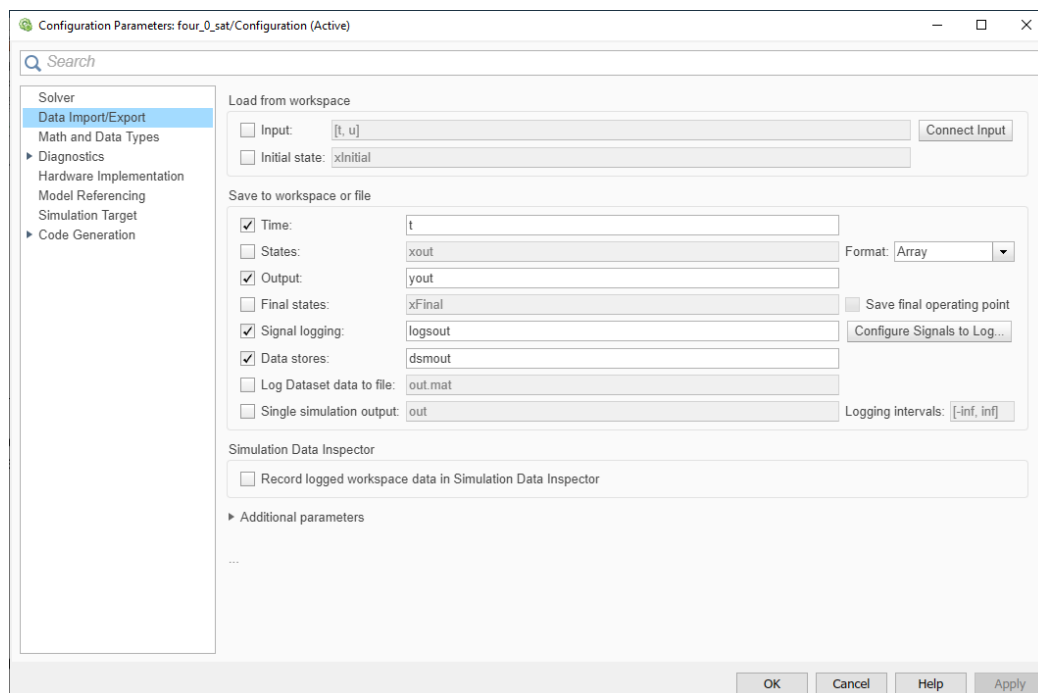 Configuration Parameters: four_0_sat/Configuration (Active)
Search
Solver
Data Import/Export
Math and Data Types
Diagnostics
Hardware Implementation
Model Referencing
Simulation Target
Code Generation
Load from workspace
Input: [t, u] Connect Input
Initial state: xInitial
Save to workspace or file
Time: t
States: xout Format: Array
Output: yout
Final states: xFinal Save final operating point
Signal logging: logsout Configure Signals to Log...
Data stores: dsmout
Log Dataset data to file: out.mat
Single simulation output: out Logging intervals: [-inf, inf]
Simulation Data Inspector
Record logged workspace data in Simulation Data Inspector
Additional parameters
...
OK Cancel Help Apply